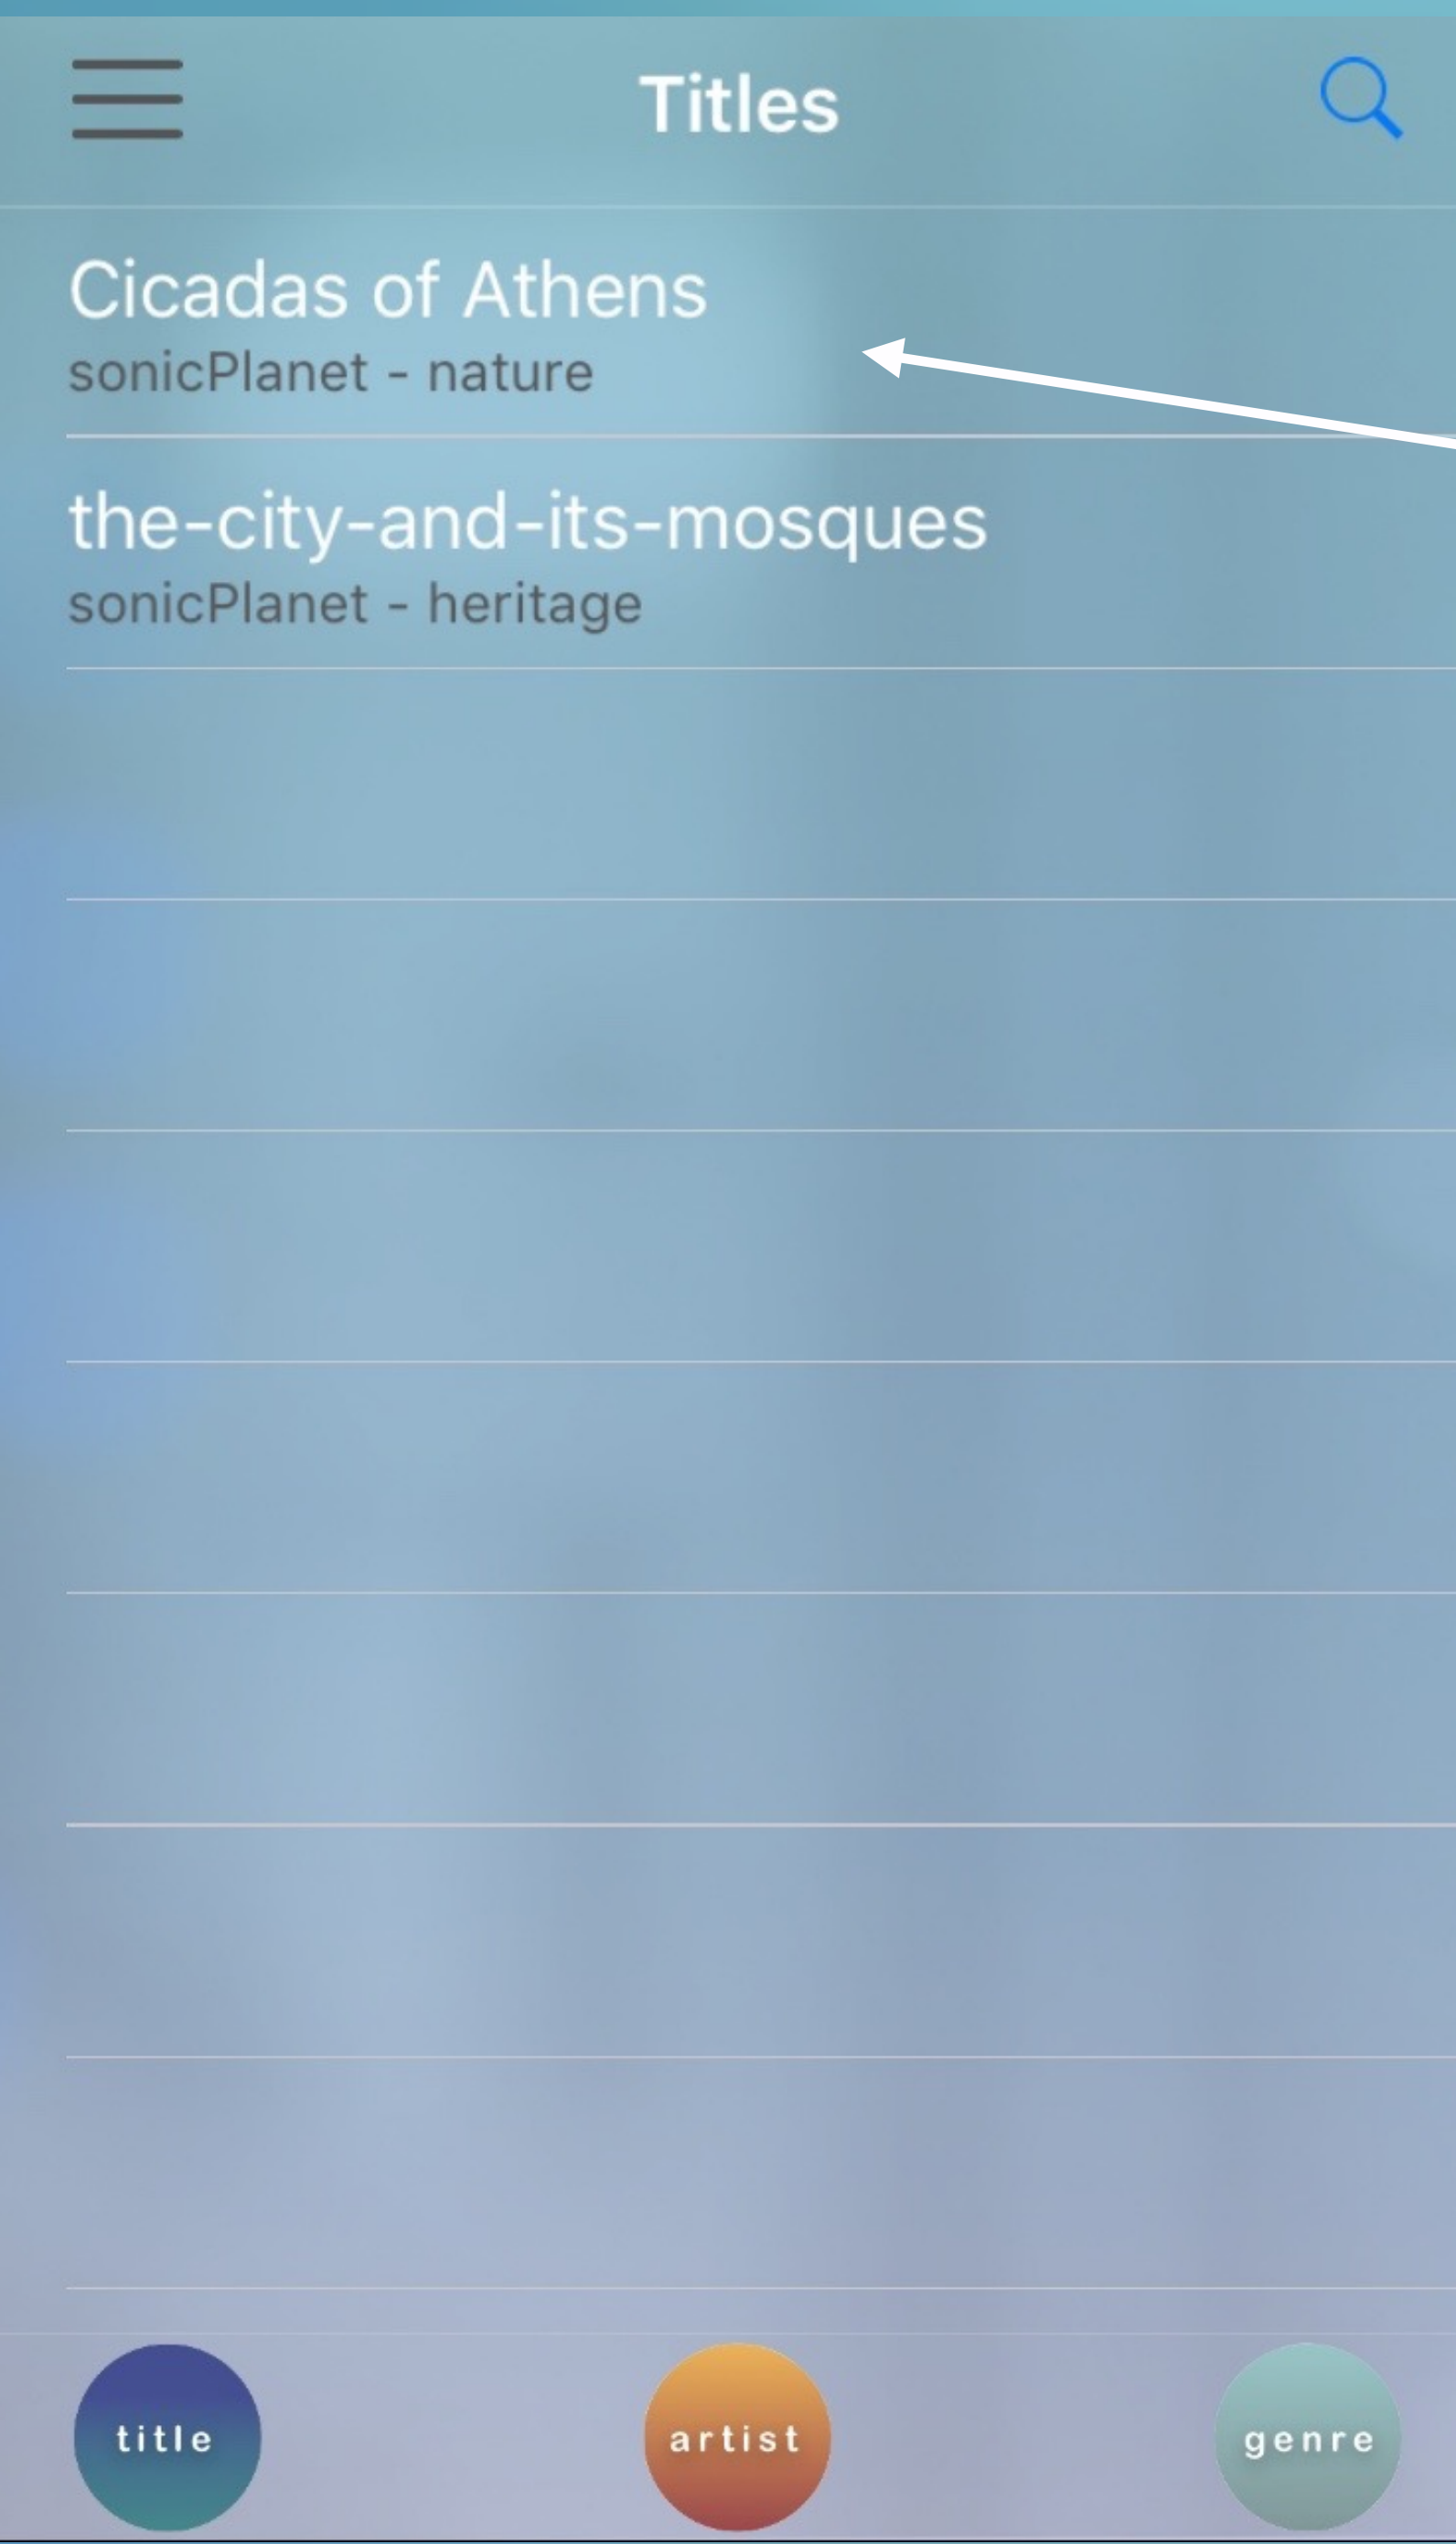 Titles
Cicadas of Athens
sonicPlanet - nature
the-city-and-its-mosques
sonicPlanet - heritage
title artist genre